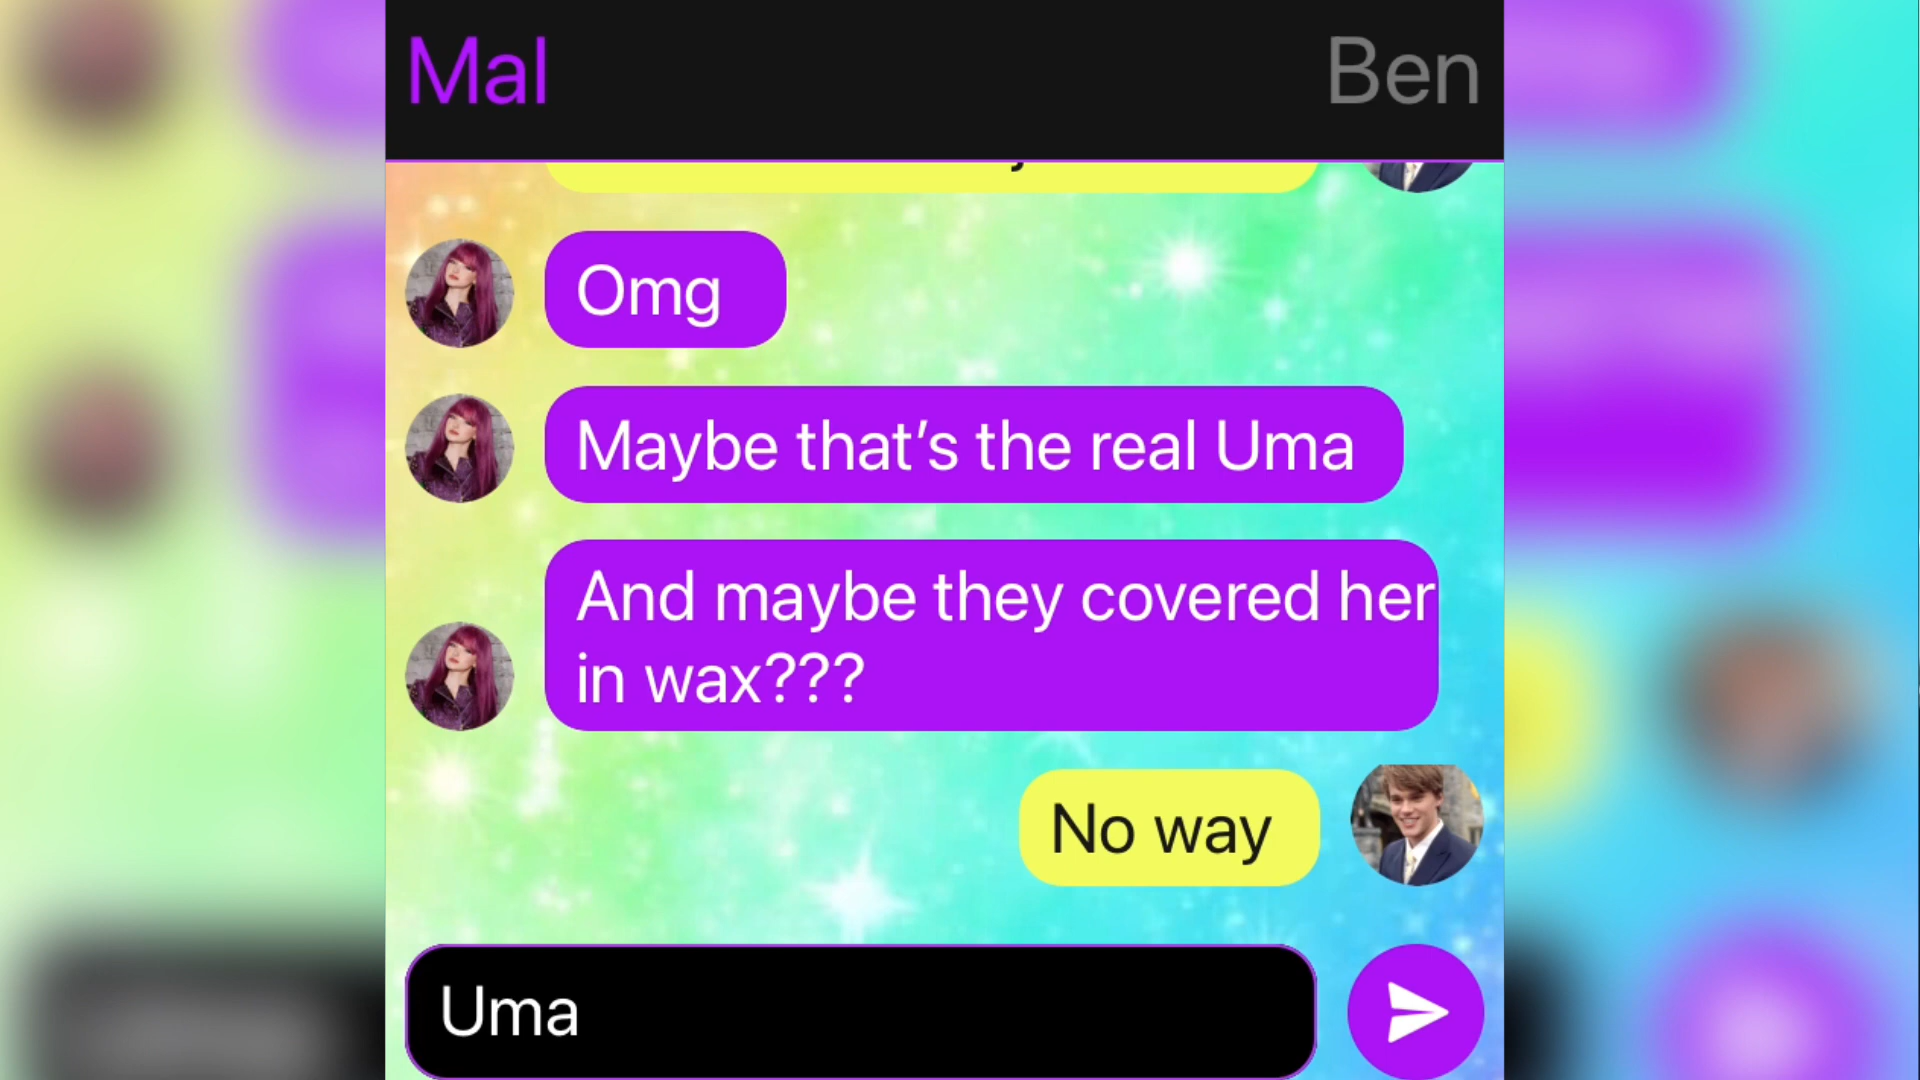 Mal
Ben
Omg
Maybe that’s the real Uma
And maybe they covered her
in wax???
No way
Uma